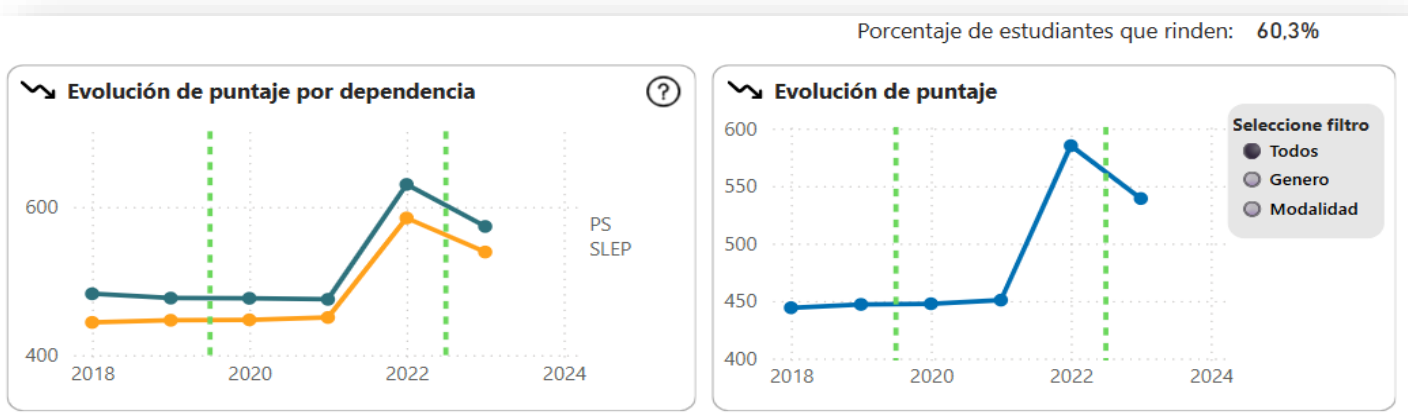 Porcentaje de estudiantes que rinden: 60,3%
Evolución de puntaje por dependencia
?
600
400
2018 2020 2022 2024
PS
SLEP
Evolución de puntaje
600
550
500
450
400
2018 2020 2022 2024
Seleccione filtro
Todos
Genero
Modalidad